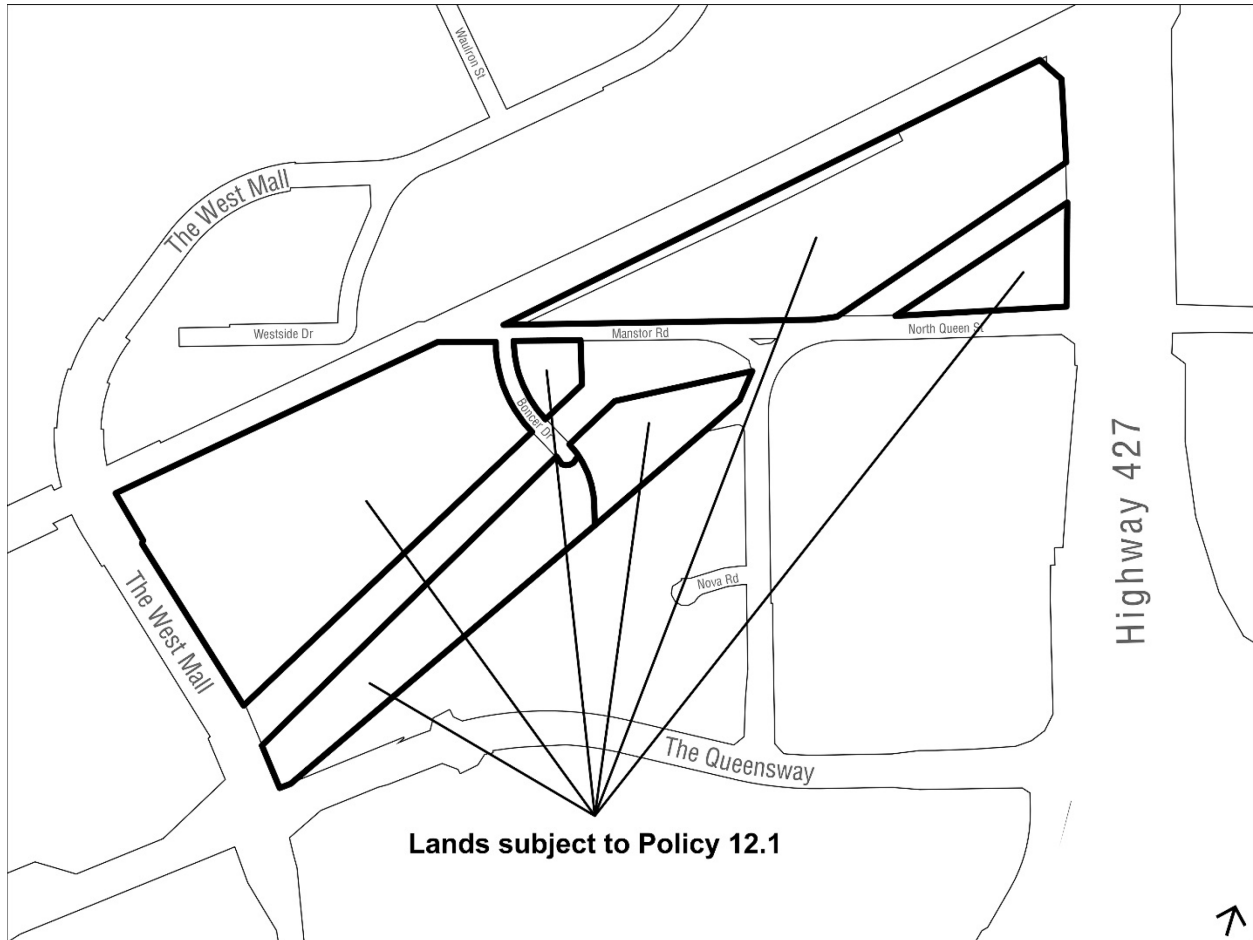 Waulron St
The West Mall
Westside Dr
Manstor Rd
North Queen St
Boncer Dr
Highway 427
The West Mall
Nova Rd
The Queensway
Lands subject to Policy 12.1